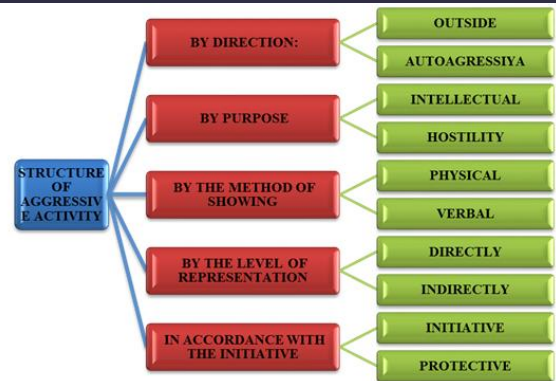 STRUCTURE
OF
AGGRESSIV
E ACTIVITY
BY DIRECTION:
OUTSIDE
AUTOAGRESSIYA
BY PURPOSE
INTELLECTUAL
HOSTILITY
BY THE METHOD OF
SHOWING
PHYSICAL
VERBAL
BY THE LEVEL OF
REPRESENTATION
DIRECTLY
INDIRECTLY
IN ACCORDANCE WITH
THE INITIATIVE
INITIATIVE
PROTECTIVE